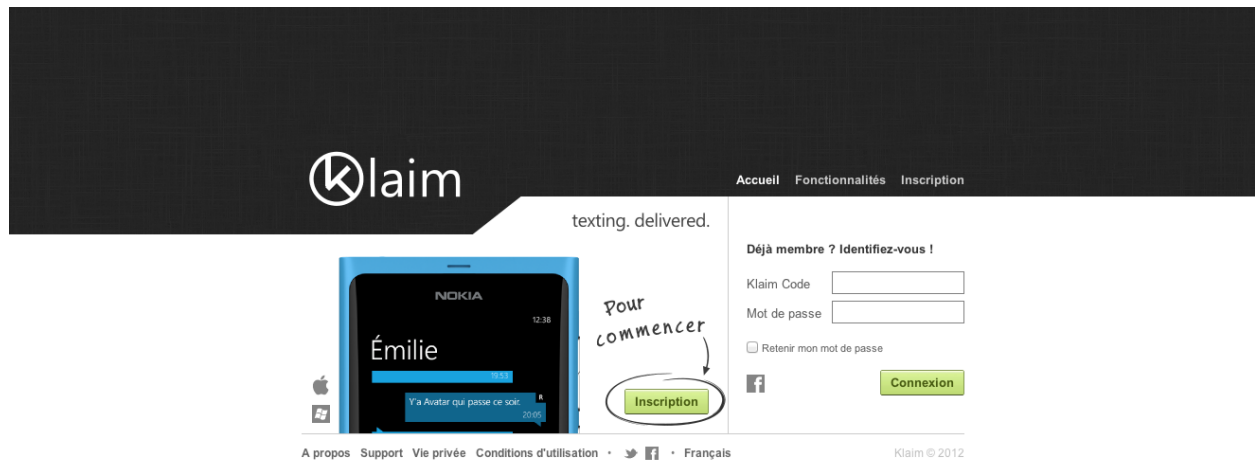 Klaim
Accueil Fonctionnalités Inscription
texting. delivered.
NOKIA
12:38
Émilie
19:53
Y'a Avatar qui passe ce soir.
R
20:05
Pour
commencer
Inscription
Déjà membre ? Identifiez-vous !
Klaim Code
Mot de passe
Retenir mon mot de passe
Connexion
A propos Support Vie privée Conditions d'utilisation • • Français
Klaim © 2012